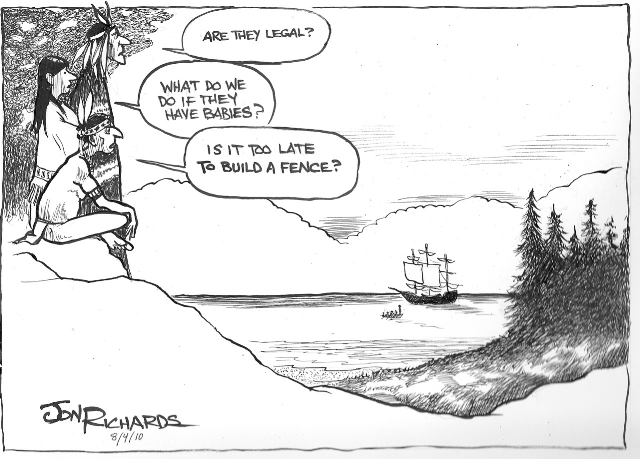 ARE THEY LEGAL?
WHAT DO WE
DO IF THEY
HAVE BABIES?
IS IT TOO LATE
TO BUILD A FENCE?
JON RICHARDS
8/4/10